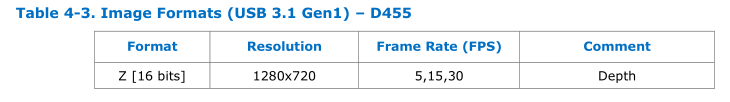 Table 4-3. Image Formats (USB 3.1 Gen1) – D455
Format Resolution Frame Rate (FPS) Comment
Z [16 bits] 1280x720 5,15,30 Depth